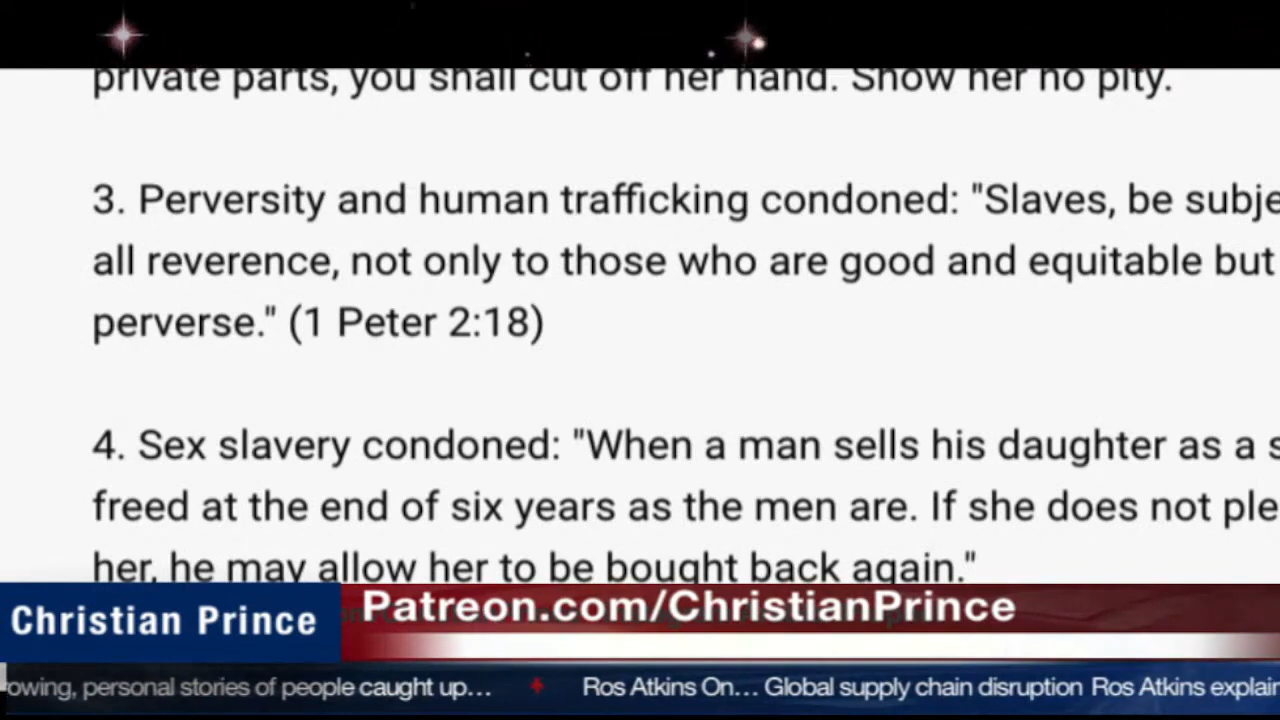 private parts, you shall cut off her hand. Show her no pity.
3. Perversity and human trafficking condoned: "Slaves, be subje
all reverence, not only to those who are good and equitable but
perverse." (1 Peter 2:18)
4. Sex slavery condoned: "When a man sells his daughter as a s
freed at the end of six years as the men are. If she does not ple
her, he may allow her to be bought back again."
Christian Prince
Patreon.com/ChristianPrince
owing, personal stories of people caught up... Ros Atkins On... Global supply chain disruption Ros Atkins explain